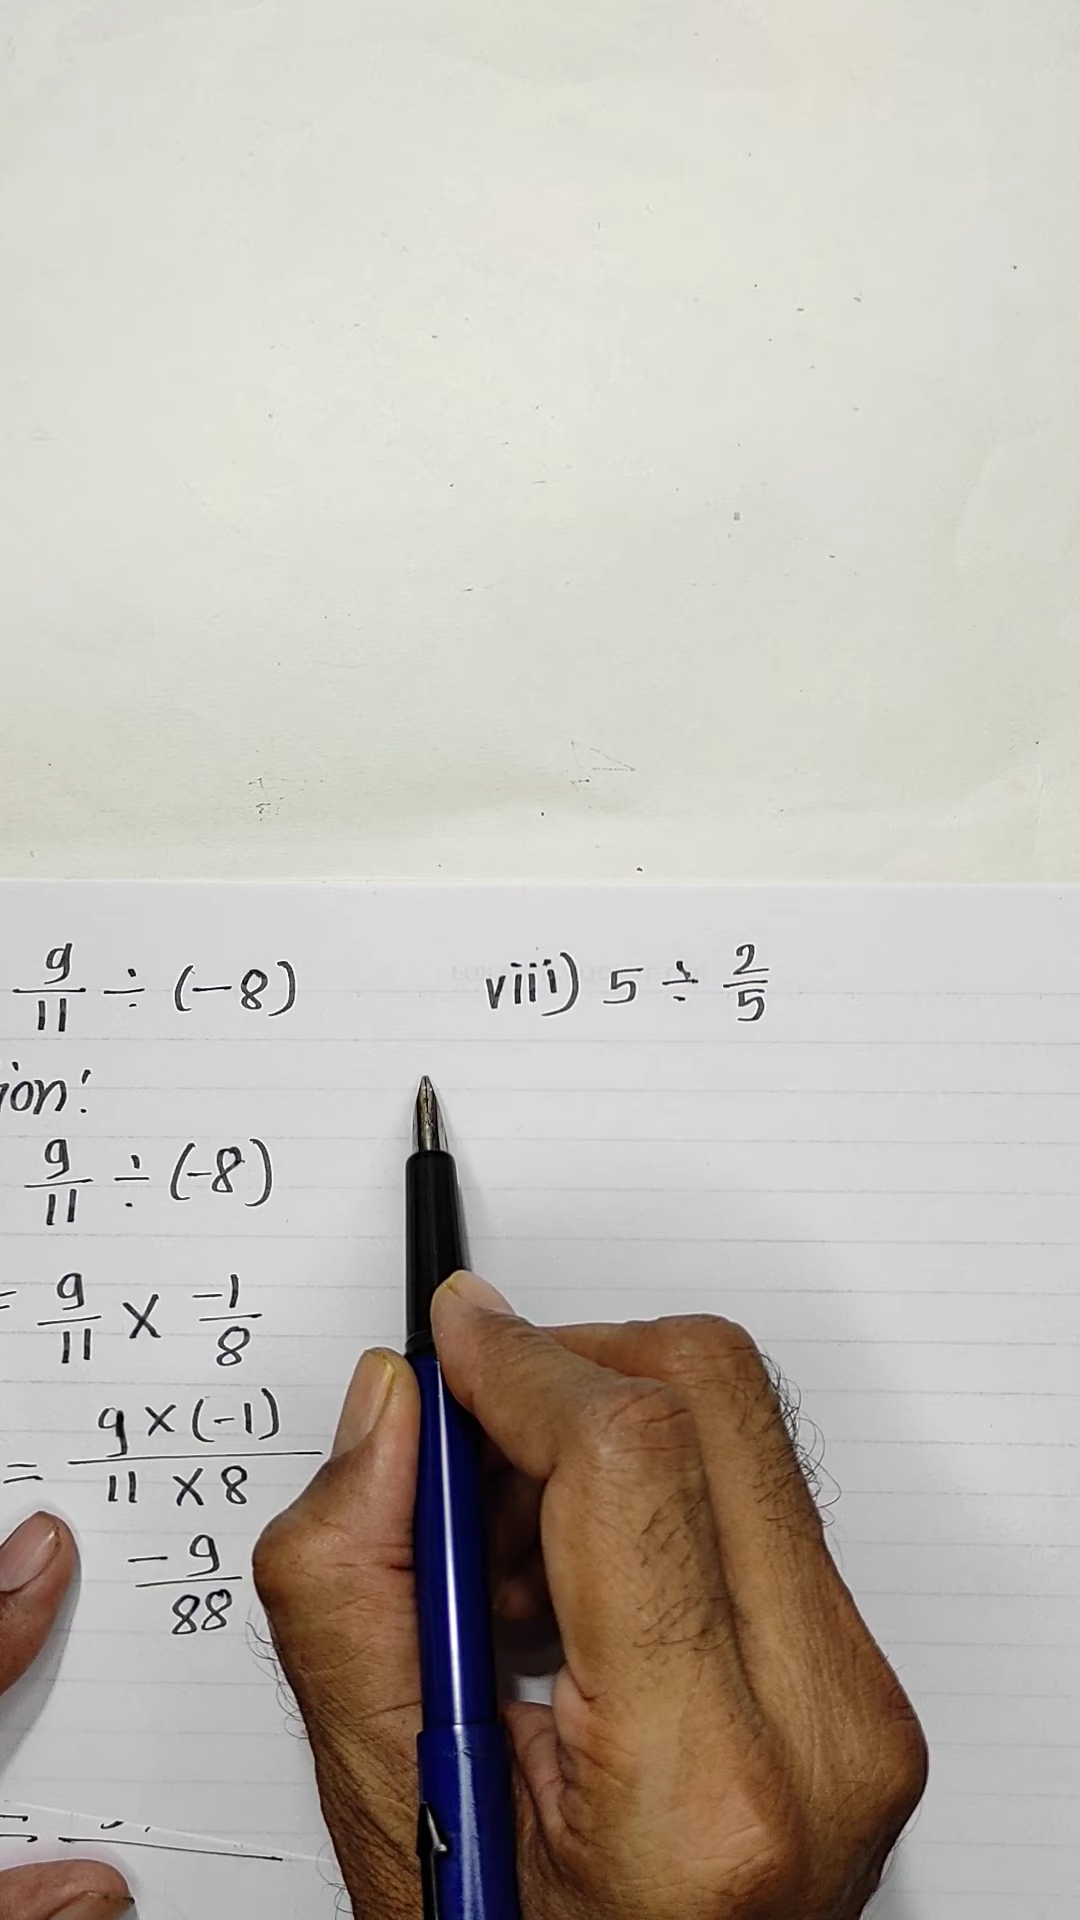 9/11 ÷ (-8)
viii) 5 ÷ 2/5
ion:
9/11 ÷ (-8)
= 9/11 × -1/8
= 9×(-1)/11×8
-9/88